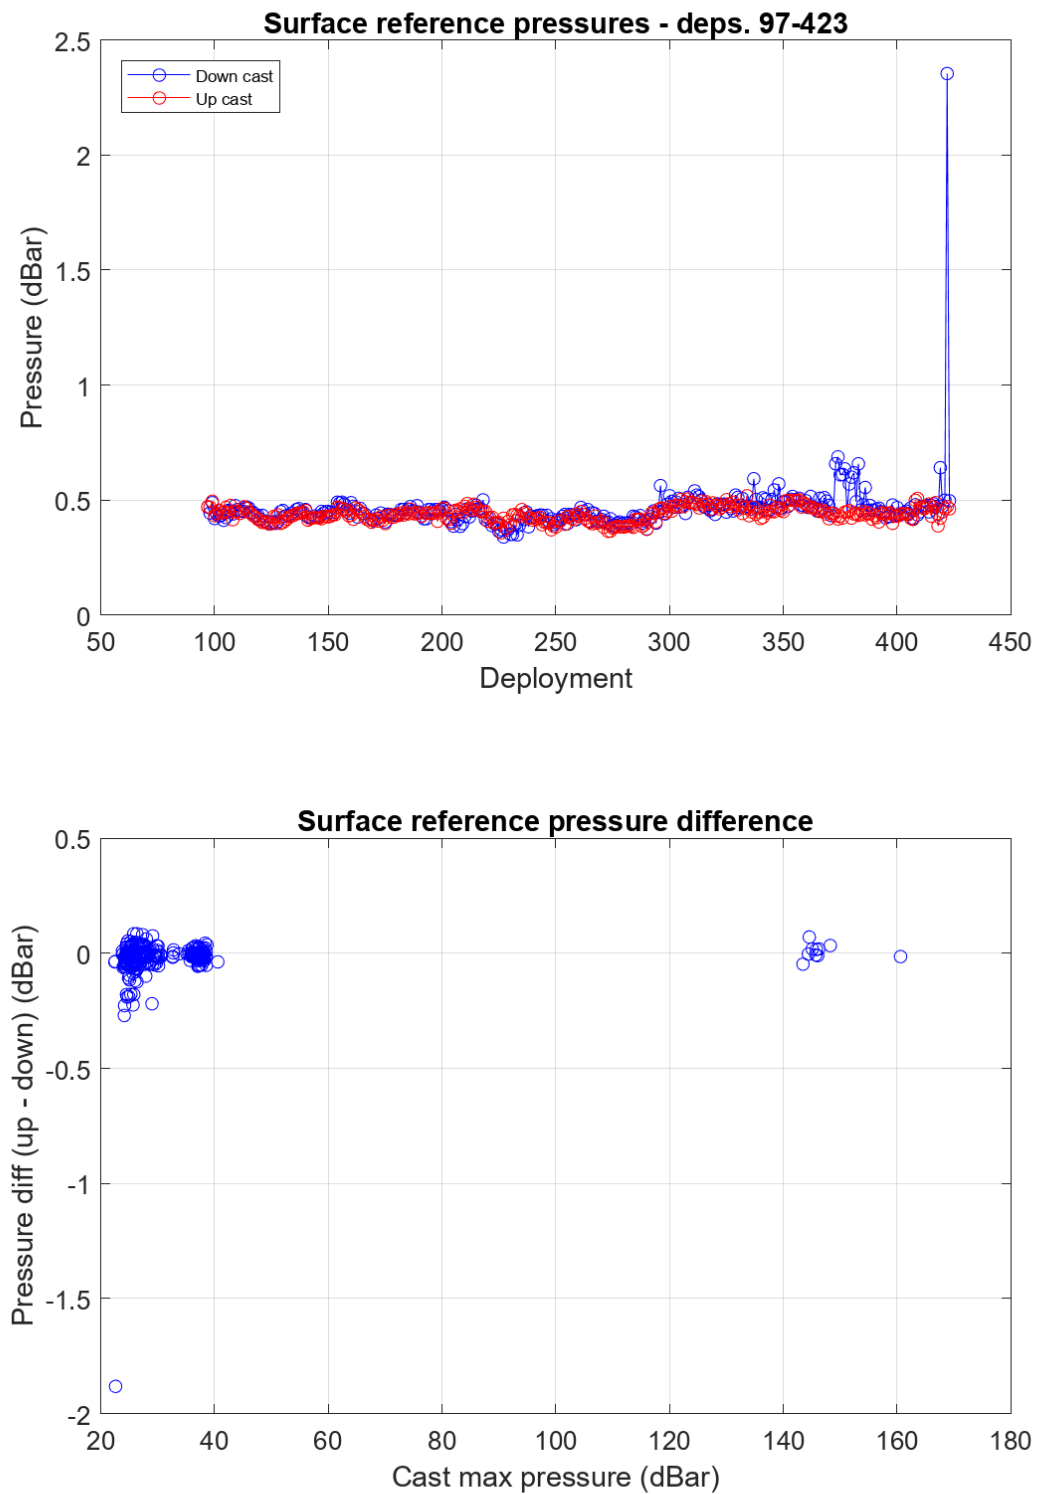 Surface reference pressures - deps. 97-423
2.5
2
1.5
1
0.5
0
Pressure (dBar)
Down cast
Up cast
50 100 150 200 250 300 350 400 450
Deployment
Surface reference pressure difference
0.5
0
-0.5
-1
-1.5
-2
Pressure diff (up - down) (dBar)
20 40 60 80 100 120 140 160 180
Cast max pressure (dBar)